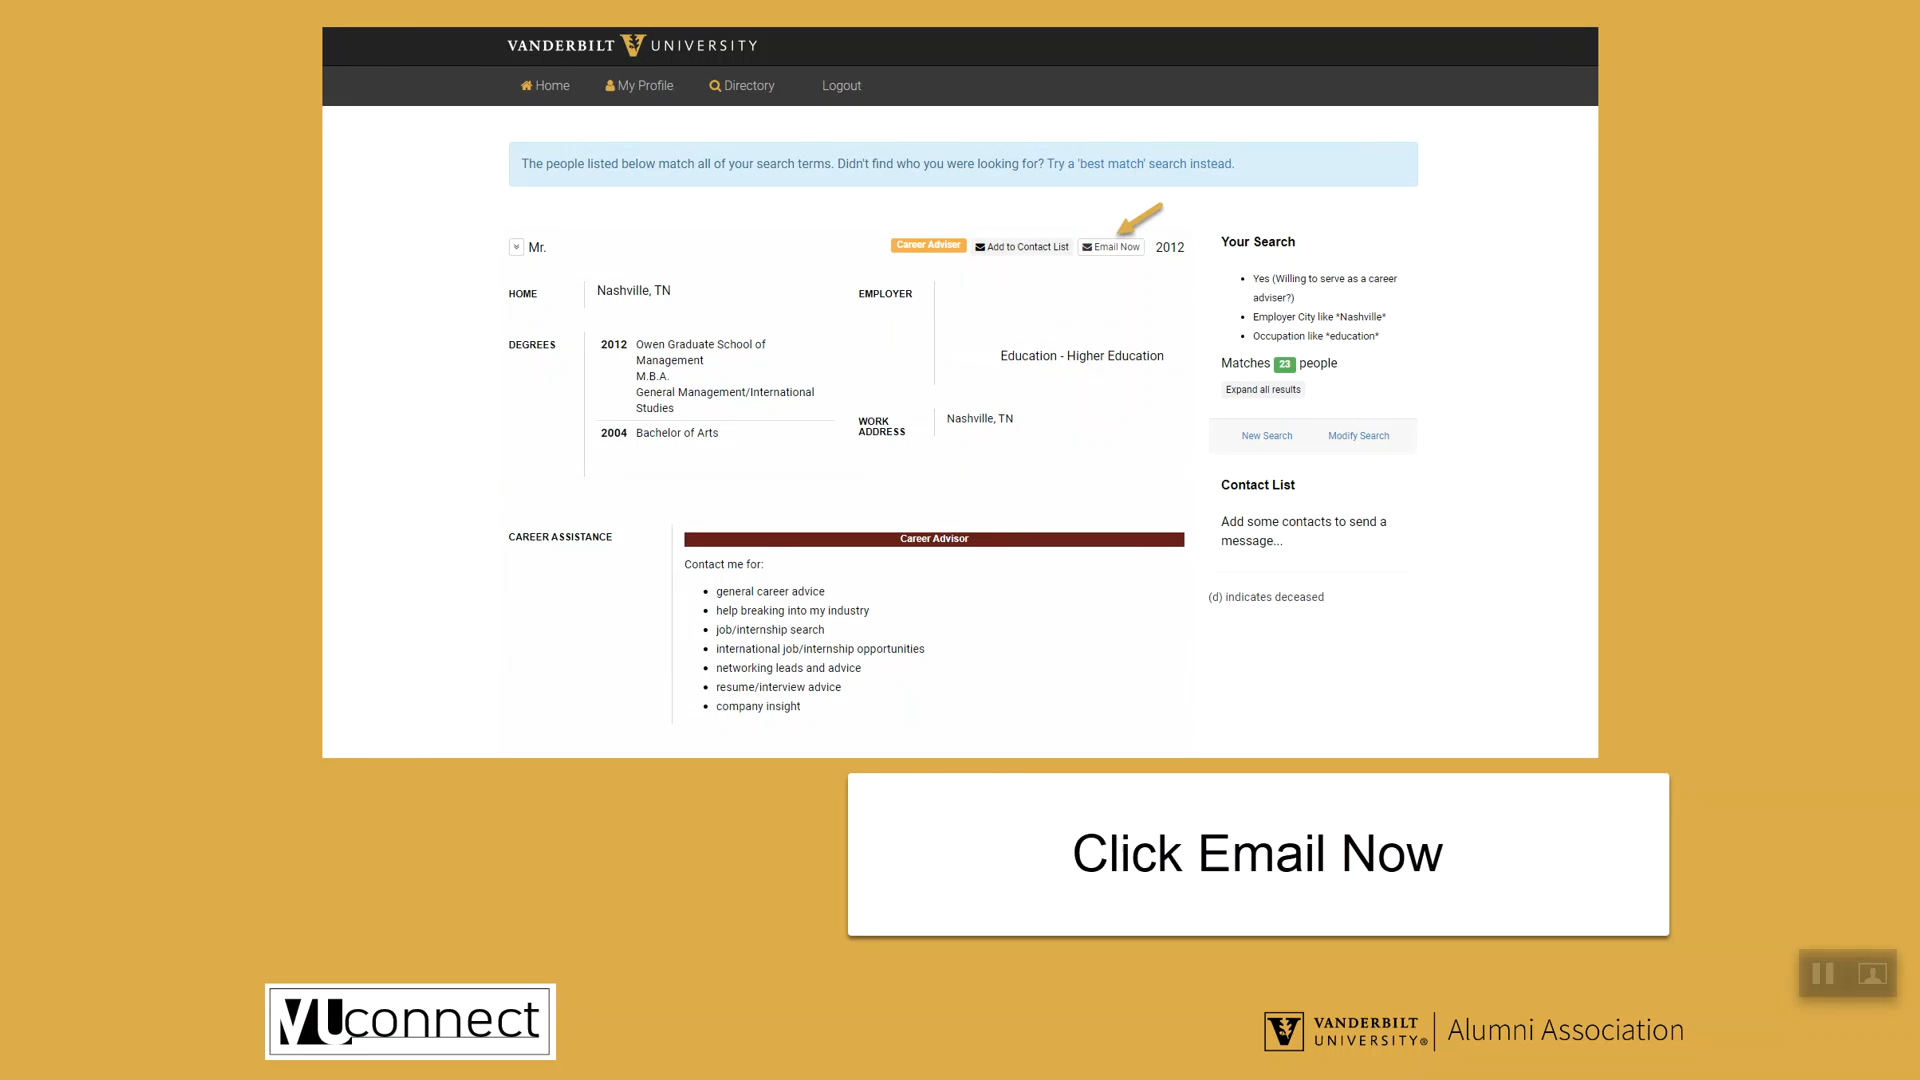 VANDERBILT UNIVERSITY
Home My Profile Directory Logout
The people listed below match all of your search terms. Didn't find who you were looking for? Try a 'best match' search instead.
Mr. Career Adviser Add to Contact List Email Now 2012
HOME Nashville, TN
DEGREES 2012 Owen Graduate School of
Management
M.B.A.
General Management/International
Studies
2004 Bachelor of Arts
EMPLOYER
Education - Higher Education
WORK
ADDRESS
Nashville, TN
CAREER ASSISTANCE
Career Advisor
Contact me for:
• general career advice
• help breaking into my industry
• job/internship search
• international job/internship opportunities
• networking leads and advice
• resume/interview advice
• company insight
Your Search
• Yes (Willing to serve as a career
adviser?)
• Employer City like *Nashville*
• Occupation like *education*
Matches 23 people
Expand all results
New Search Modify Search
Contact List
Add some contacts to send a
message...
(d) indicates deceased
Click Email Now
VUconnect
VANDERBILT
UNIVERSITY®
Alumni Association